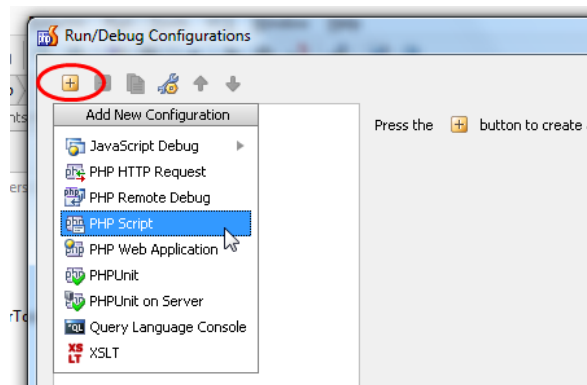 Run/Debug Configurations
Add New Configuration
Press the button to create
JavaScript Debug
PHP HTTP Request
PHP Remote Debug
PHP Script
PHP Web Application
PHPUnit
PHPUnit on Server
Query Language Console
XSLT